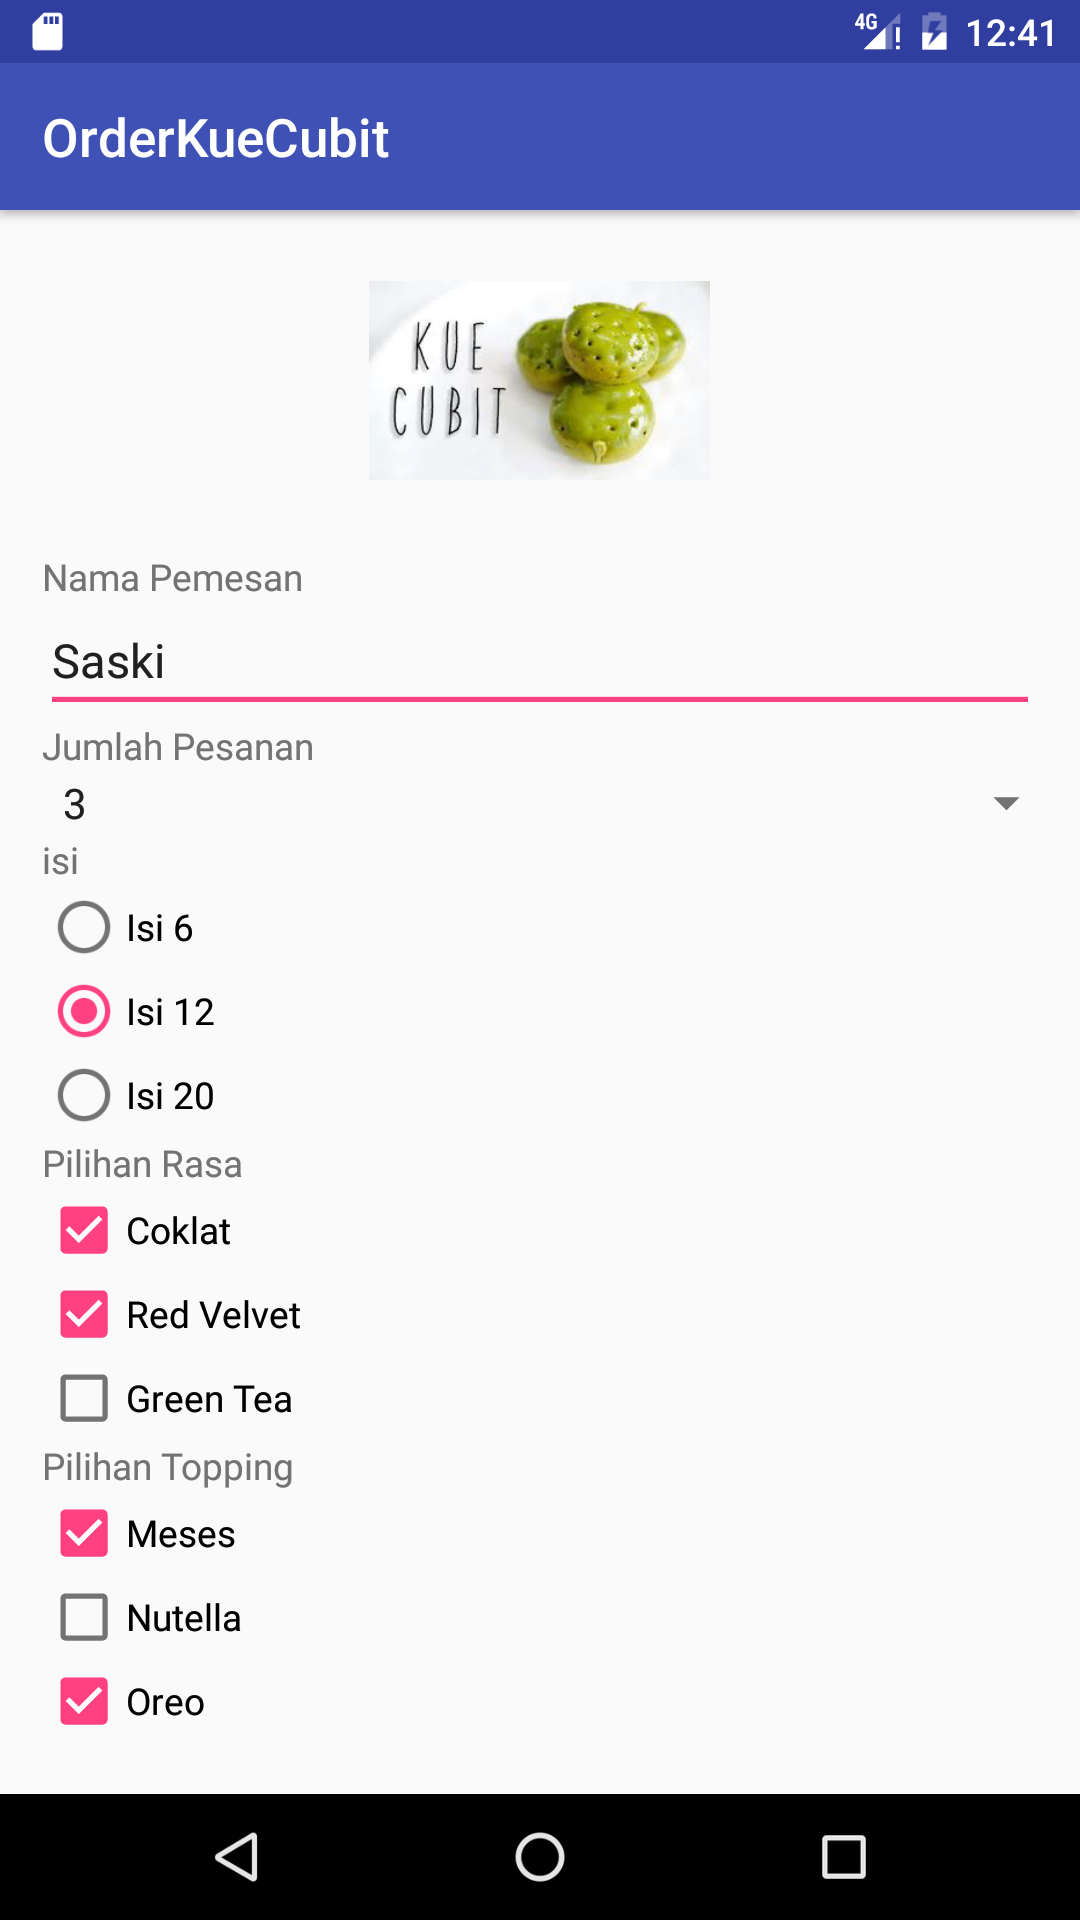 4G 12:41
OrderKueCubit
KUE
CUBIT
Nama Pemesan
Saski
Jumlah Pesanan
3
isi
Isi 6
Isi 12
Isi 20
Pilihan Rasa
Coklat
Red Velvet
Green Tea
Pilihan Topping
Meses
Nutella
Oreo